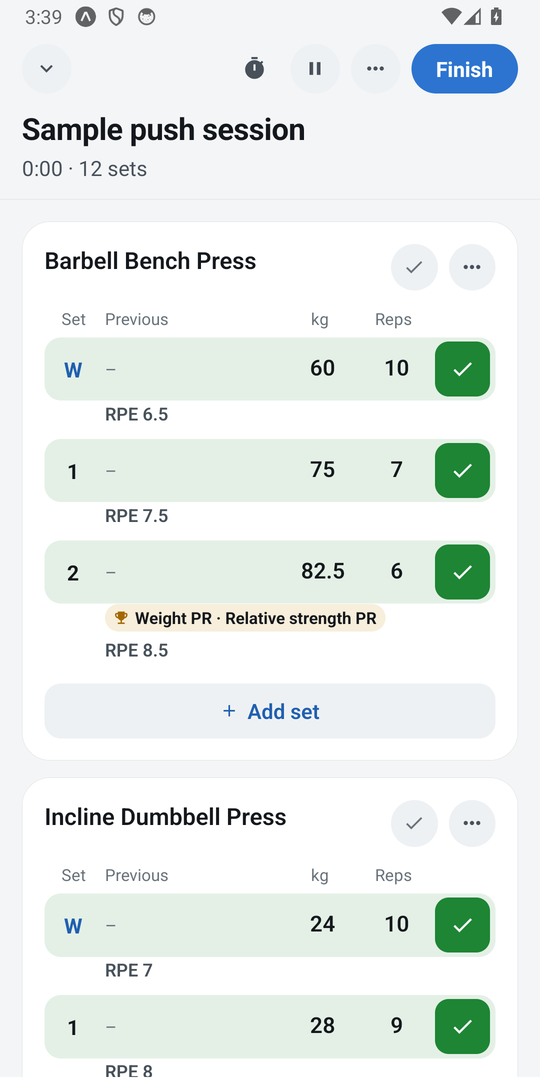 3:39
Finish
Sample push session
0:00 · 12 sets
Barbell Bench Press
Set Previous kg Reps
W – 60 10
RPE 6.5
1 – 75 7
RPE 7.5
2 – 82.5 6
Weight PR · Relative strength PR
RPE 8.5
+ Add set
Incline Dumbbell Press
Set Previous kg Reps
W – 24 10
RPE 7
1 – 28 9
RPE 8